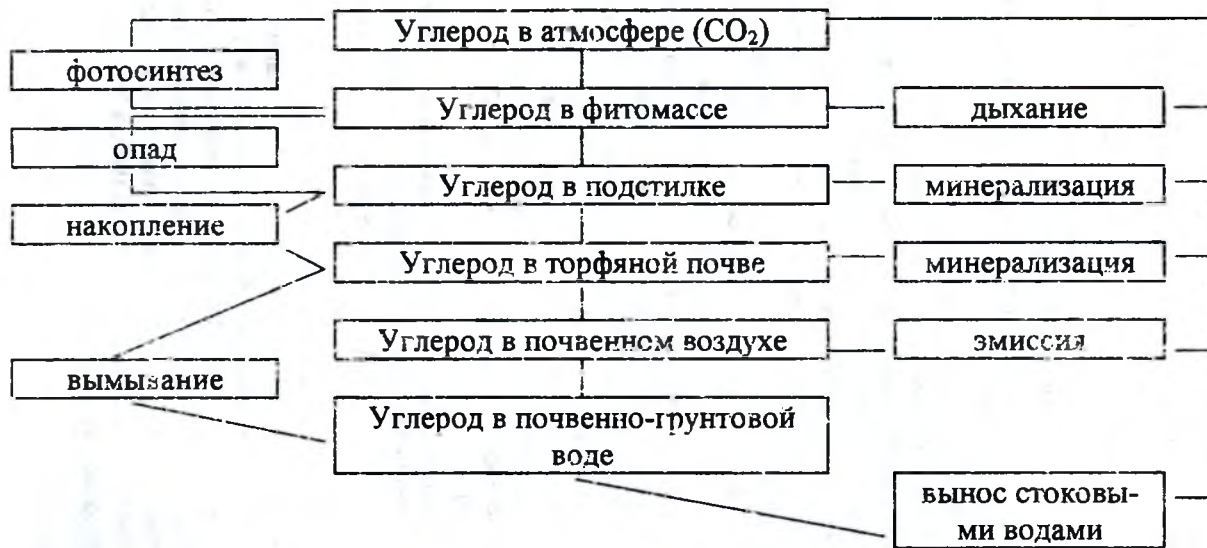 Углерод в атмосфере (CO₂)
фотосинтез
Углерод в фитомассе
дыхание
опад
Углерод в подстилке
минерализация
накопление
Углерод в торфяной почве
минерализация
Углерод в почвенном воздухе
эмиссия
вымывание
Углерод в почвенно-грунтовой
воде
вынос стоковы-
ми водами